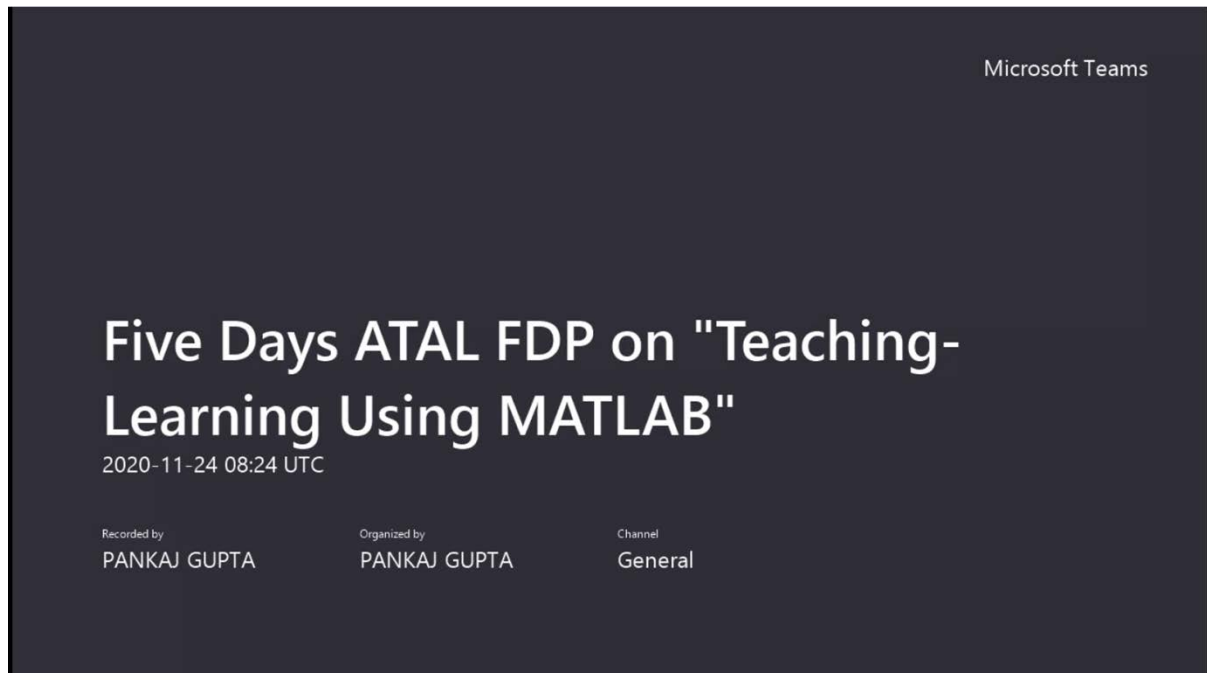 Microsoft Teams
Five Days ATAL FDP on "Teaching-
Learning Using MATLAB"
2020-11-24 08:24 UTC
Recorded by
PANKAJ GUPTA
Organized by
PANKAJ GUPTA
Channel
General